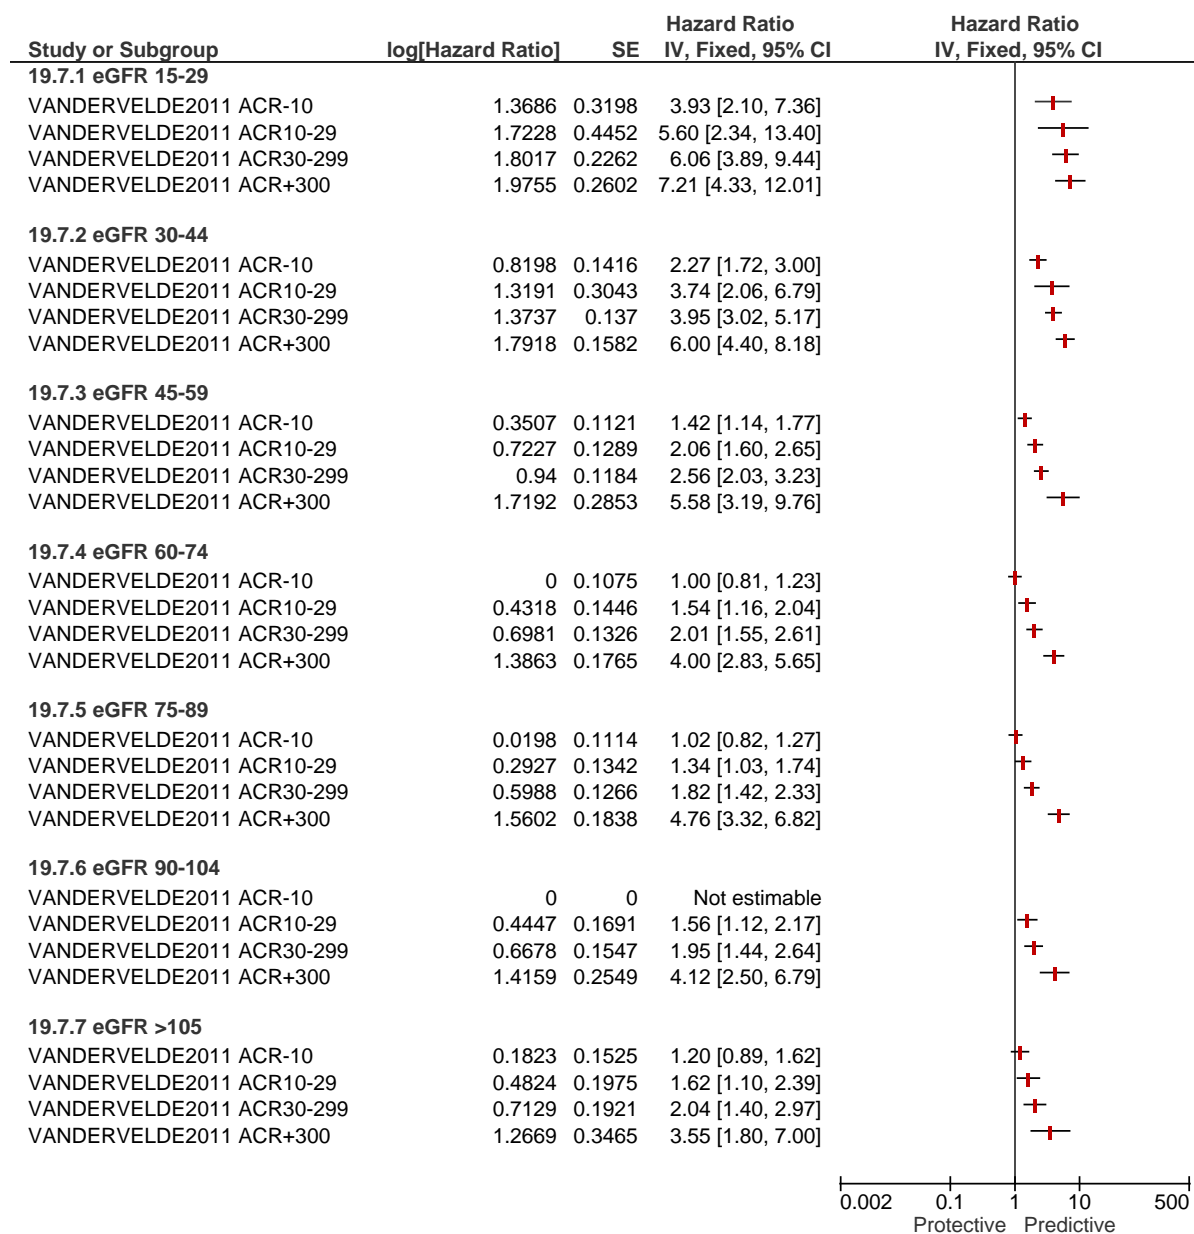 Hazard Ratio Hazard Ratio
Study or Subgroup log[Hazard Ratio] SE IV, Fixed, 95% CI IV, Fixed, 95% CI
19.7.1 eGFR 15-29
VANDERVELDE2011 ACR-10 1.3686 0.3198 3.93 [2.10, 7.36]
VANDERVELDE2011 ACR10-29 1.7228 0.4452 5.60 [2.34, 13.40]
VANDERVELDE2011 ACR30-299 1.8017 0.2262 6.06 [3.89, 9.44]
VANDERVELDE2011 ACR+300 1.9755 0.2602 7.21 [4.33, 12.01]
19.7.2 eGFR 30-44
VANDERVELDE2011 ACR-10 0.8198 0.1416 2.27 [1.72, 3.00]
VANDERVELDE2011 ACR10-29 1.3191 0.3043 3.74 [2.06, 6.79]
VANDERVELDE2011 ACR30-299 1.3737 0.137 3.95 [3.02, 5.17]
VANDERVELDE2011 ACR+300 1.7918 0.1582 6.00 [4.40, 8.18]
19.7.3 eGFR 45-59
VANDERVELDE2011 ACR-10 0.3507 0.1121 1.42 [1.14, 1.77]
VANDERVELDE2011 ACR10-29 0.7227 0.1289 2.06 [1.60, 2.65]
VANDERVELDE2011 ACR30-299 0.94 0.1184 2.56 [2.03, 3.23]
VANDERVELDE2011 ACR+300 1.7192 0.2853 5.58 [3.19, 9.76]
19.7.4 eGFR 60-74
VANDERVELDE2011 ACR-10 0 0.1075 1.00 [0.81, 1.23]
VANDERVELDE2011 ACR10-29 0.4318 0.1446 1.54 [1.16, 2.04]
VANDERVELDE2011 ACR30-299 0.6981 0.1326 2.01 [1.55, 2.61]
VANDERVELDE2011 ACR+300 1.3863 0.1765 4.00 [2.83, 5.65]
19.7.5 eGFR 75-89
VANDERVELDE2011 ACR-10 0.0198 0.1114 1.02 [0.82, 1.27]
VANDERVELDE2011 ACR10-29 0.2927 0.1342 1.34 [1.03, 1.74]
VANDERVELDE2011 ACR30-299 0.5988 0.1266 1.82 [1.42, 2.33]
VANDERVELDE2011 ACR+300 1.5602 0.1838 4.76 [3.32, 6.82]
19.7.6 eGFR 90-104
VANDERVELDE2011 ACR-10 0 0 Not estimable
VANDERVELDE2011 ACR10-29 0.4447 0.1691 1.56 [1.12, 2.17]
VANDERVELDE2011 ACR30-299 0.6678 0.1547 1.95 [1.44, 2.64]
VANDERVELDE2011 ACR+300 1.4159 0.2549 4.12 [2.50, 6.79]
19.7.7 eGFR >105
VANDERVELDE2011 ACR-10 0.1823 0.1525 1.20 [0.89, 1.62]
VANDERVELDE2011 ACR10-29 0.4824 0.1975 1.62 [1.10, 2.39]
VANDERVELDE2011 ACR30-299 0.7129 0.1921 2.04 [1.40, 2.97]
VANDERVELDE2011 ACR+300 1.2669 0.3465 3.55 [1.80, 7.00]
0.002 0.1 1 10 500
Protective Predictive